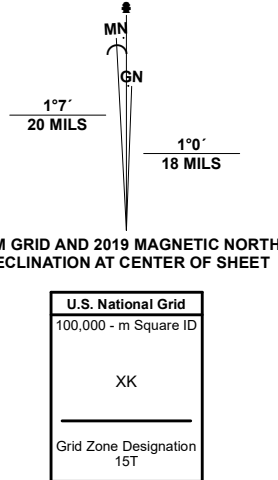 MN
GN
1°7´
20 MILS
1°0´
18 MILS
M GRID AND 2019 MAGNETIC NORTH
ECLINATION AT CENTER OF SHEET
U.S. National Grid
100,000 - m Square ID
XK
Grid Zone Designation
15T